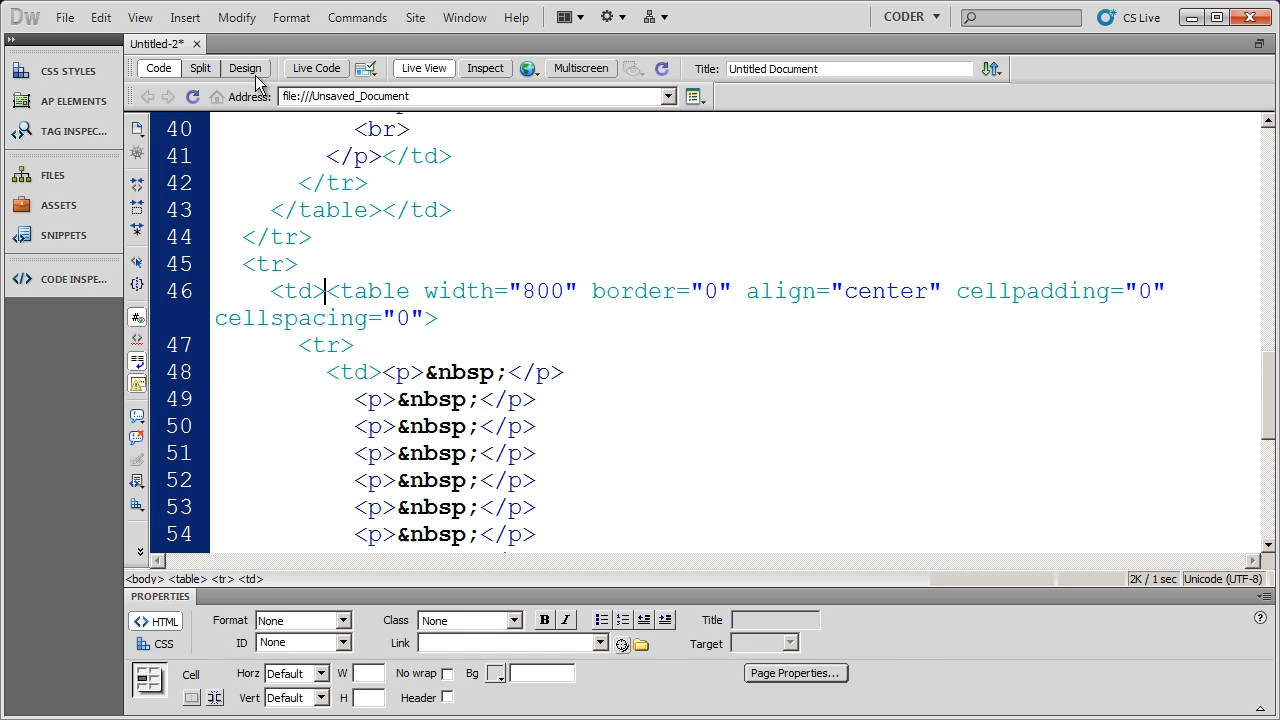 Dw File Edit View Insert Modify Format Commands Site Window Help CODER CS Live
Untitled-2*
Code Split Design Live Code Live View Inspect Multiscreen Title: Untitled Document
Address: file:///Unsaved_Document
CSS STYLES
AP ELEMENTS
TAG INSPEC...
FILES
ASSETS
SNIPPETS
CODE INSPE...
40 <br>
41 </p></td>
42 </tr>
43 </table></td>
44 </tr>
45 <tr>
46 <td><table width="800" border="0" align="center" cellpadding="0"
cellspacing="0">
47 <tr>
48 <td><p>&nbsp;</p>
49 <p>&nbsp;</p>
50 <p>&nbsp;</p>
51 <p>&nbsp;</p>
52 <p>&nbsp;</p>
53 <p>&nbsp;</p>
54 <p>&nbsp;</p>
<body> <table> <tr> <td> 2K / 1 sec Unicode (UTF-8)
PROPERTIES
<> HTML Format None Class None B I Title
CSS ID None Link Target
Cell Horz Default W No wrap Bg Page Properties...
Vert Default H Header